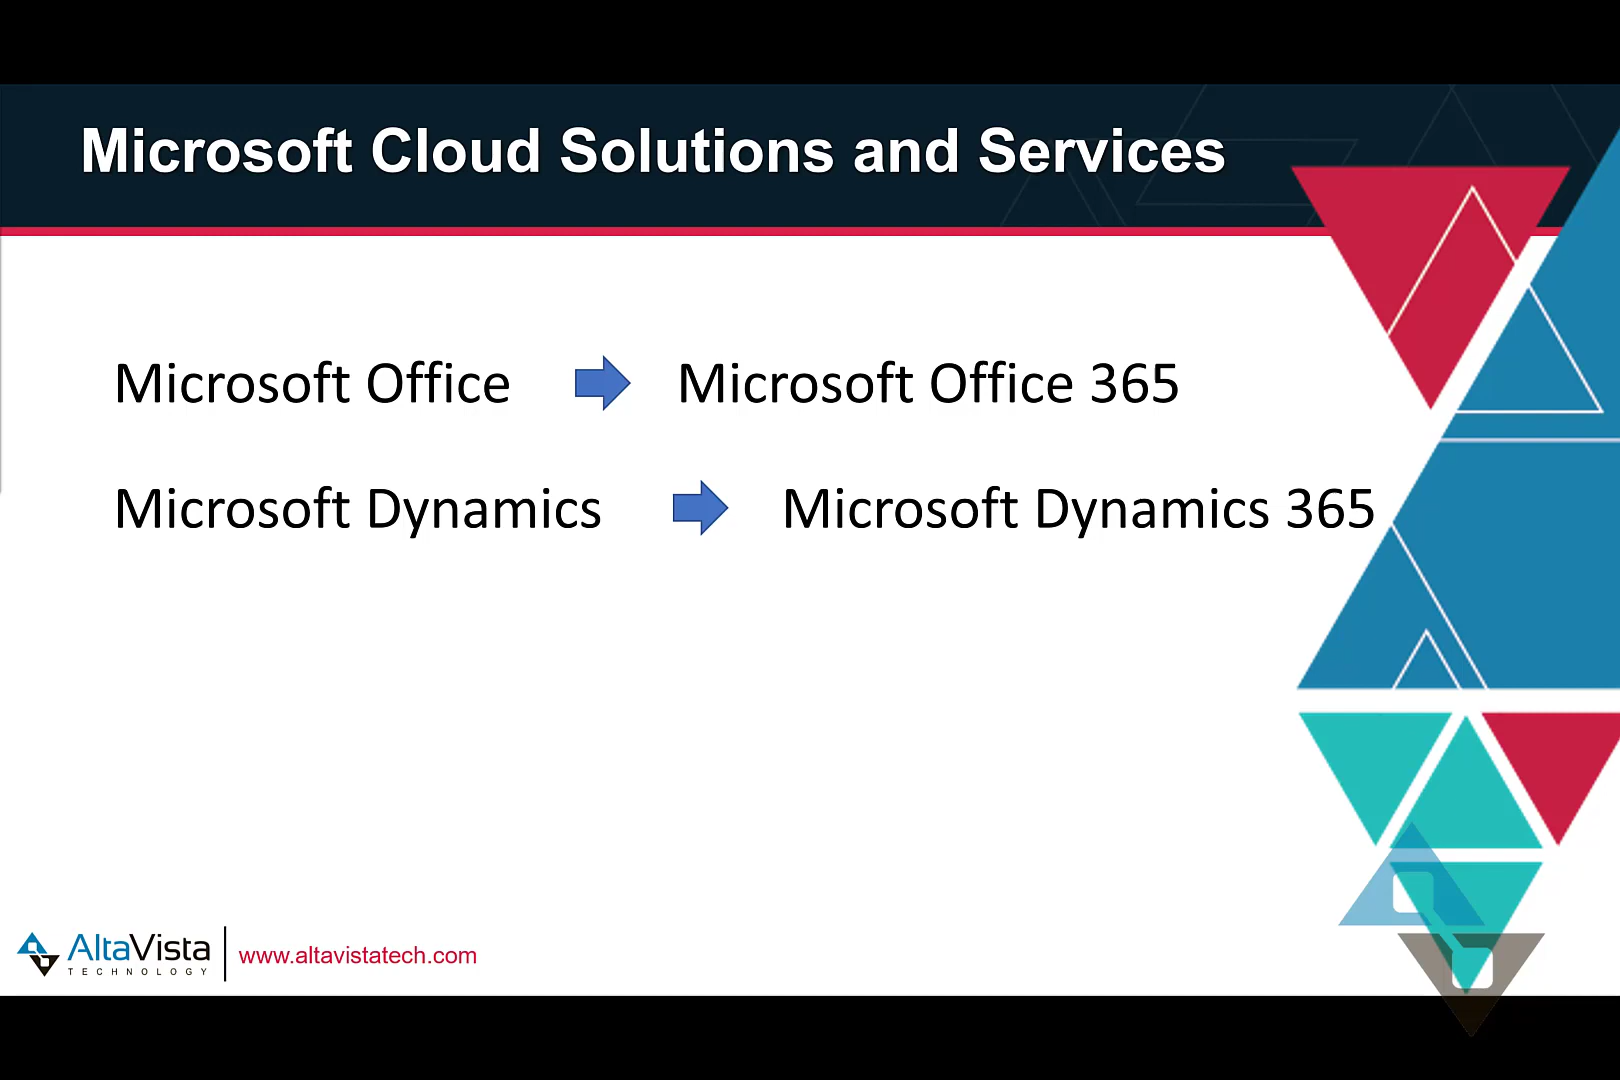 Microsoft Cloud Solutions and Services
Microsoft Office Microsoft Office 365
Microsoft Dynamics Microsoft Dynamics 365
AltaVista
TECHNOLOGY
www.altavistatech.com